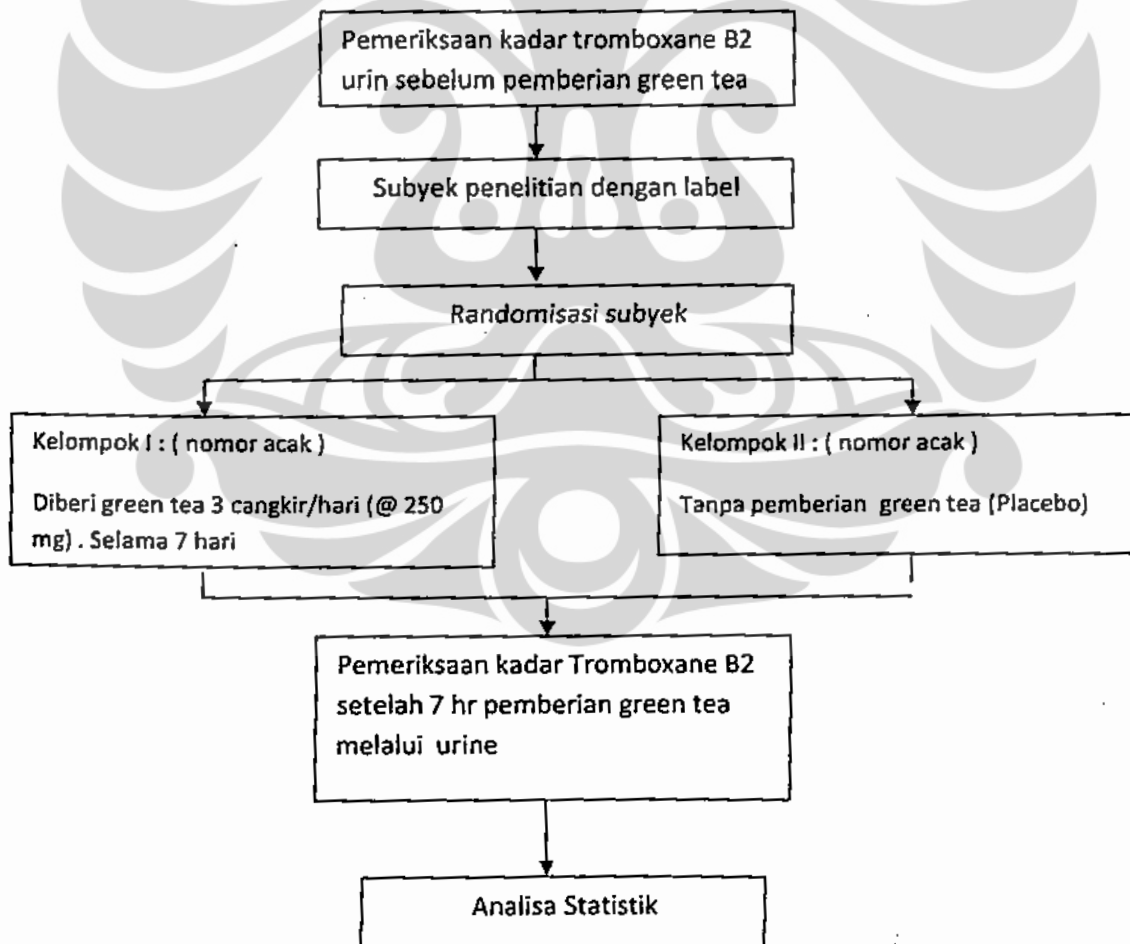 Pemeriksaan kadar tromboxane B2
urin sebelum pemberian green tea
Subyek penelitian dengan label
Randomisasi subyek
Kelompok I : ( nomor acak )
Diberi green tea 3 cangkir/hari (@ 250
mg) . Selama 7 hari
Kelompok II : ( nomor acak )
Tanpa pemberian green tea (Placebo)
Pemeriksaan kadar Tromboxane B2
setelah 7 hr pemberian green tea
melalui urine
Analisa Statistik